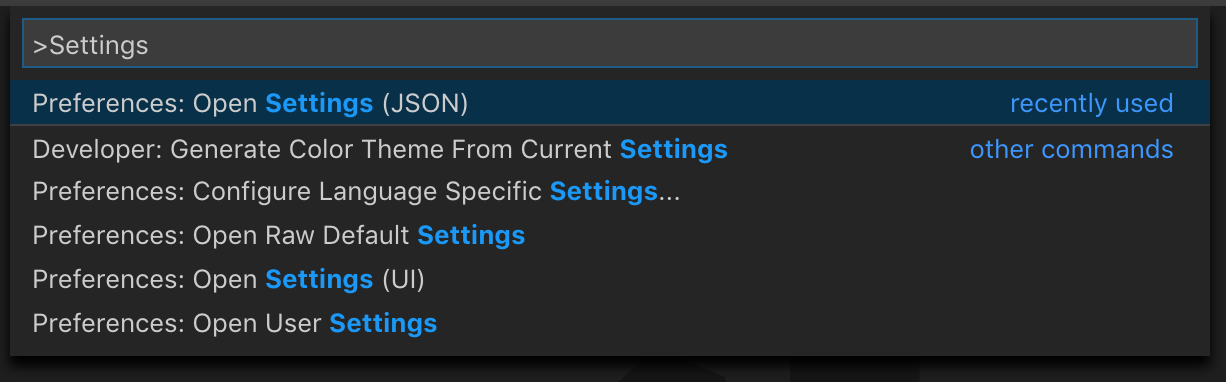 >Settings
Preferences: Open Settings (JSON) recently used
Developer: Generate Color Theme From Current Settings other commands
Preferences: Configure Language Specific Settings...
Preferences: Open Raw Default Settings
Preferences: Open Settings (UI)
Preferences: Open User Settings